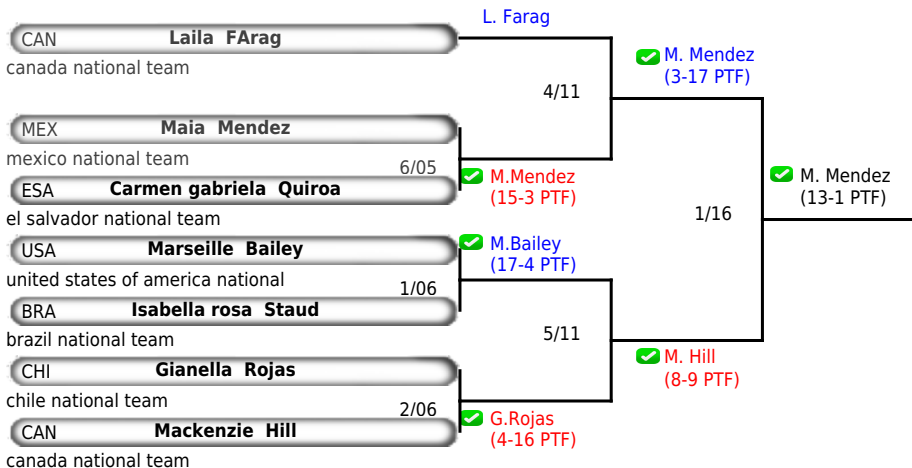 L. Farag
CAN Laila FArag
canada national team
M. Mendez
(3-17 PTF)
4/11
MEX Maia Mendez
mexico national team
6/05
ESA Carmen gabriela Quiroa
M.Mendez
(15-3 PTF)
el salvador national team
M. Mendez
(13-1 PTF)
1/16
USA Marseille Bailey
M.Bailey
(17-4 PTF)
united states of america national
1/06
BRA Isabella rosa Staud
brazil national team
5/11
CHI Gianella Rojas
M. Hill
(8-9 PTF)
chile national team
2/06
CAN Mackenzie Hill
G.Rojas
(4-16 PTF)
canada national team